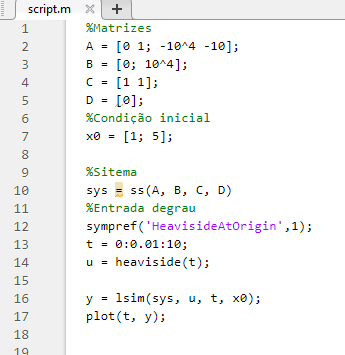 script.m
1 %Matrizes
2 A = [0 1; -10^4 -10];
3 B = [0; 10^4];
4 C = [1 1];
5 D = [0];
6 %Condição inicial
7 x0 = [1; 5];
8
9 %Sitema
10 sys = ss(A, B, C, D)
11 %Entrada degrau
12 sympref('HeavisideAtOrigin',1);
13 t = 0:0.01:10;
14 u = heaviside(t);
15
16 y = lsim(sys, u, t, x0);
17 plot(t, y);
18
19